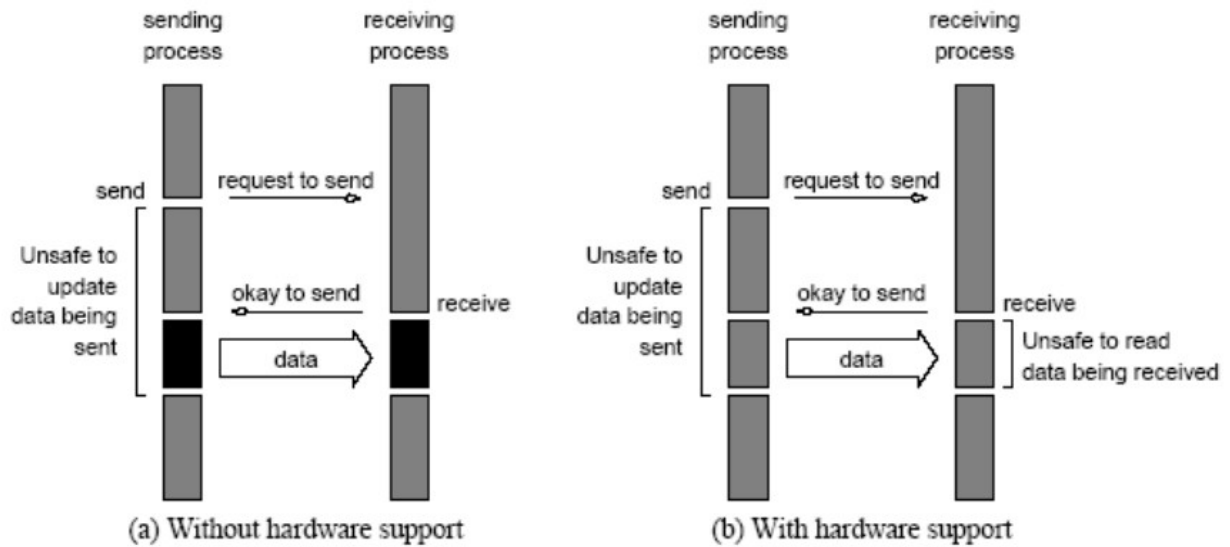 sending
process
receiving
process
send
request to send
Unsafe to
update
data being
sent
okay to send
receive
data
(a) Without hardware support
sending
process
receiving
process
send
request to send
Unsafe to
update
data being
sent
okay to send
receive
data
Unsafe to read
data being received
(b) With hardware support